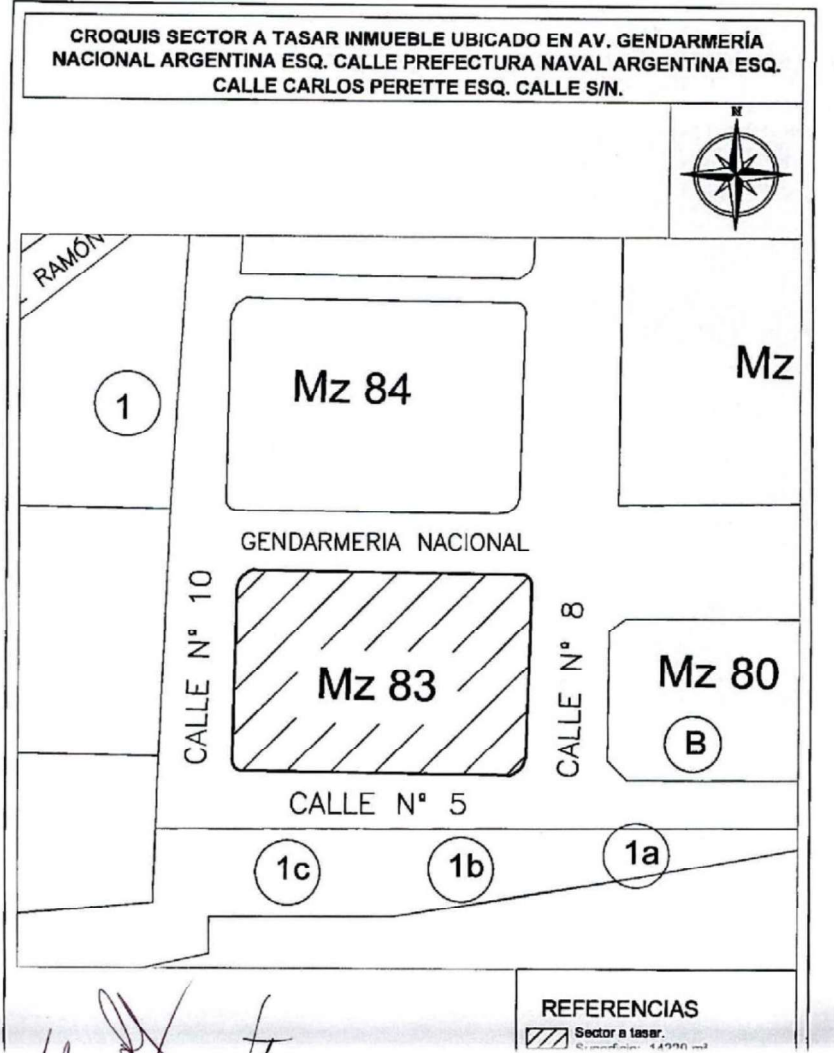 CROQUIS SECTOR A TASAR INMUEBLE UBICADO EN AV. GENDARMERÍA
NACIONAL ARGENTINA ESQ. CALLE PREFECTURA NAVAL ARGENTINA ESQ.
CALLE CARLOS PERETTE ESQ. CALLE S/N.
N
RAMÓN
Mz 84
Mz
1
GENDARMERIA NACIONAL
CALLE Nº 10
CALLE Nº 8
Mz 83
Mz 80
B
CALLE Nº 5
1c
1b
1a
REFERENCIAS
Sector a tasar.